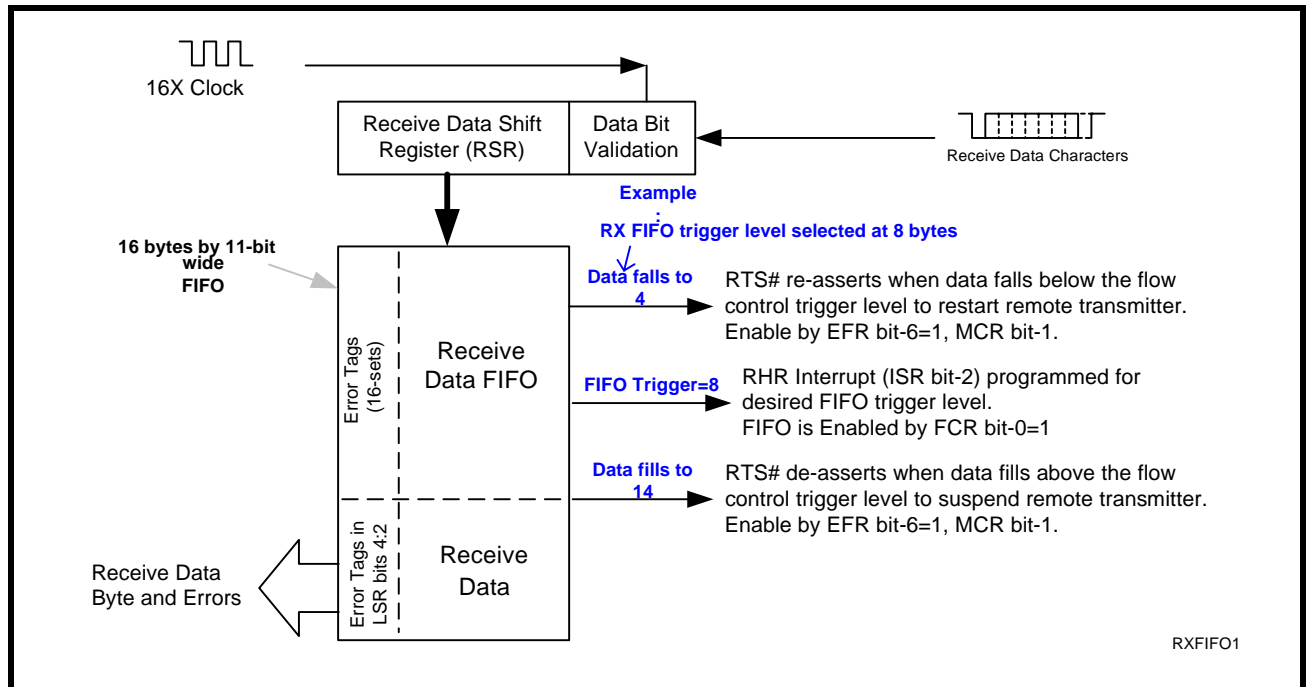 16X Clock
Receive Data Shift
Register (RSR)
Data Bit
Validation
Receive Data Characters
Example
:
RX FIFO trigger level selected at 8 bytes
16 bytes by 11-bit
wide
FIFO
Data falls to
4
RTS# re-asserts when data falls below the flow
control trigger level to restart remote transmitter.
Enable by EFR bit-6=1, MCR bit-1.
Error Tags
(16-sets)
Receive
Data FIFO
FIFO Trigger=8
RHR Interrupt (ISR bit-2) programmed for
desired FIFO trigger level.
FIFO is Enabled by FCR bit-0=1
Data fills to
14
RTS# de-asserts when data fills above the flow
control trigger level to suspend remote transmitter.
Enable by EFR bit-6=1, MCR bit-1.
Error Tags in
LSR bits 4:2
Receive
Data
Receive Data
Byte and Errors
RXFIFO1